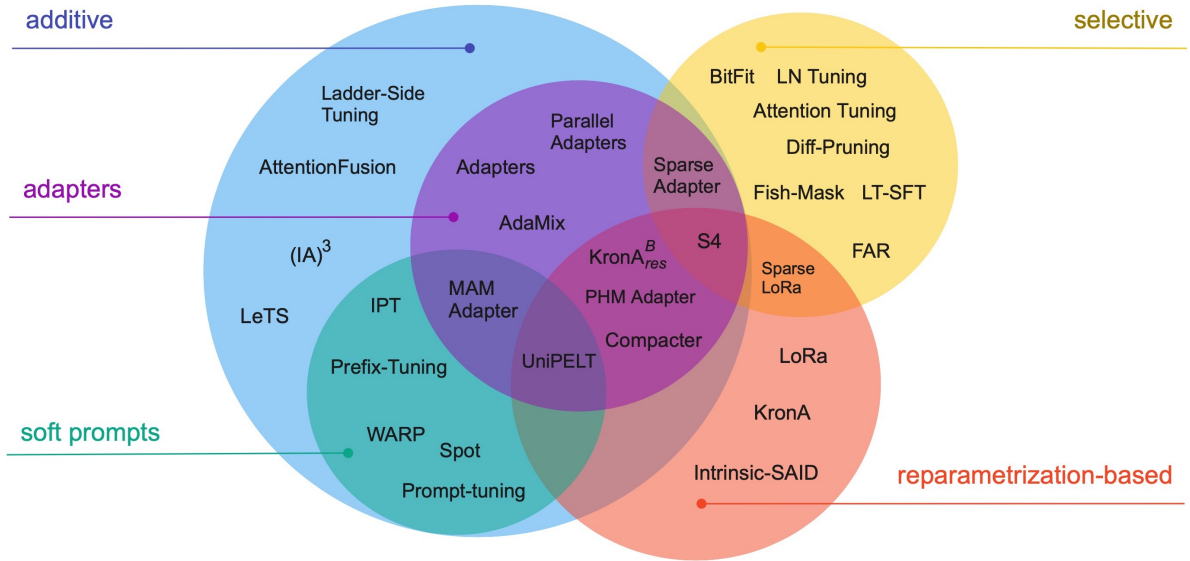 additive
selective
adapters
soft prompts
reparametrization-based
Ladder-Side
Tuning
AttentionFusion
(IA)³
LeTS
Parallel
Adapters
Adapters
AdaMix
Sparse
Adapter
BitFit
LN Tuning
Attention Tuning
Diff-Pruning
Fish-Mask
LT-SFT
FAR
S4
KronA^B_res
PHM Adapter
Compacter
Sparse
LoRa
MAM
Adapter
UniPELT
IPT
Prefix-Tuning
WARP
Spot
Prompt-tuning
LoRa
KronA
Intrinsic-SAID